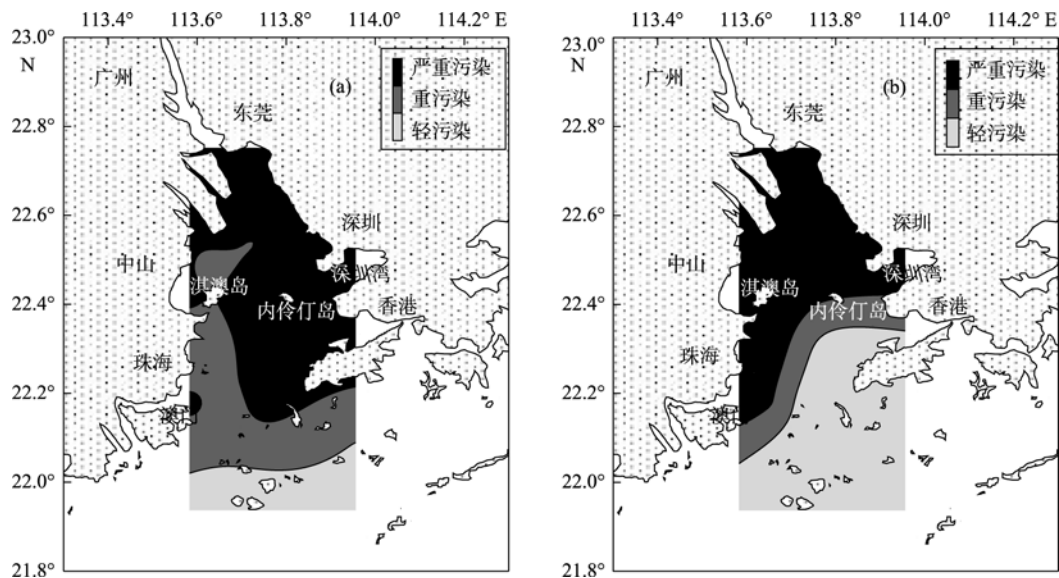 113.4° 113.6° 113.8° 114.0° 114.2° E
23.0°
N
22.8°
22.6°
22.4°
22.2°
22.0°
21.8°
广州
东莞
(a)
严重污染
重污染
轻污染
深圳
中山
深圳湾
淇澳岛
内伶仃岛
香港
珠海
113.4° 113.6° 113.8° 114.0° 114.2° E
23.0°
N
22.8°
22.6°
22.4°
22.2°
22.0°
21.8°
广州
东莞
(b)
严重污染
重污染
轻污染
深圳
中山
深圳湾
淇澳岛
内伶仃岛
香港
珠海